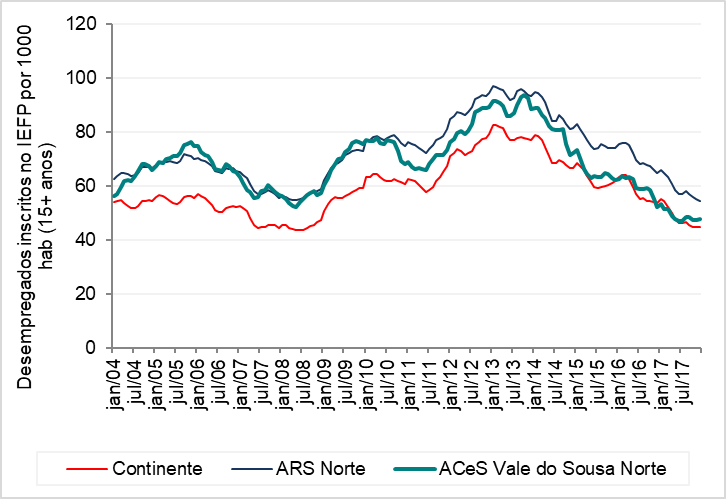 Desempregados inscritos no IEFP por 1000
hab (15+ anos)
120
100
80
60
40
20
0
jan/04
jul/04
jan/05
jul/05
jan/06
jul/06
jan/07
jul/07
jan/08
jul/08
jan/09
jul/09
jan/10
jul/10
jan/11
jul/11
jan/12
jul/12
jan/13
jul/13
jan/14
jul/14
jan/15
jul/15
jan/16
jul/16
jan/17
jul/17
Continente ARS Norte ACeS Vale do Sousa Norte